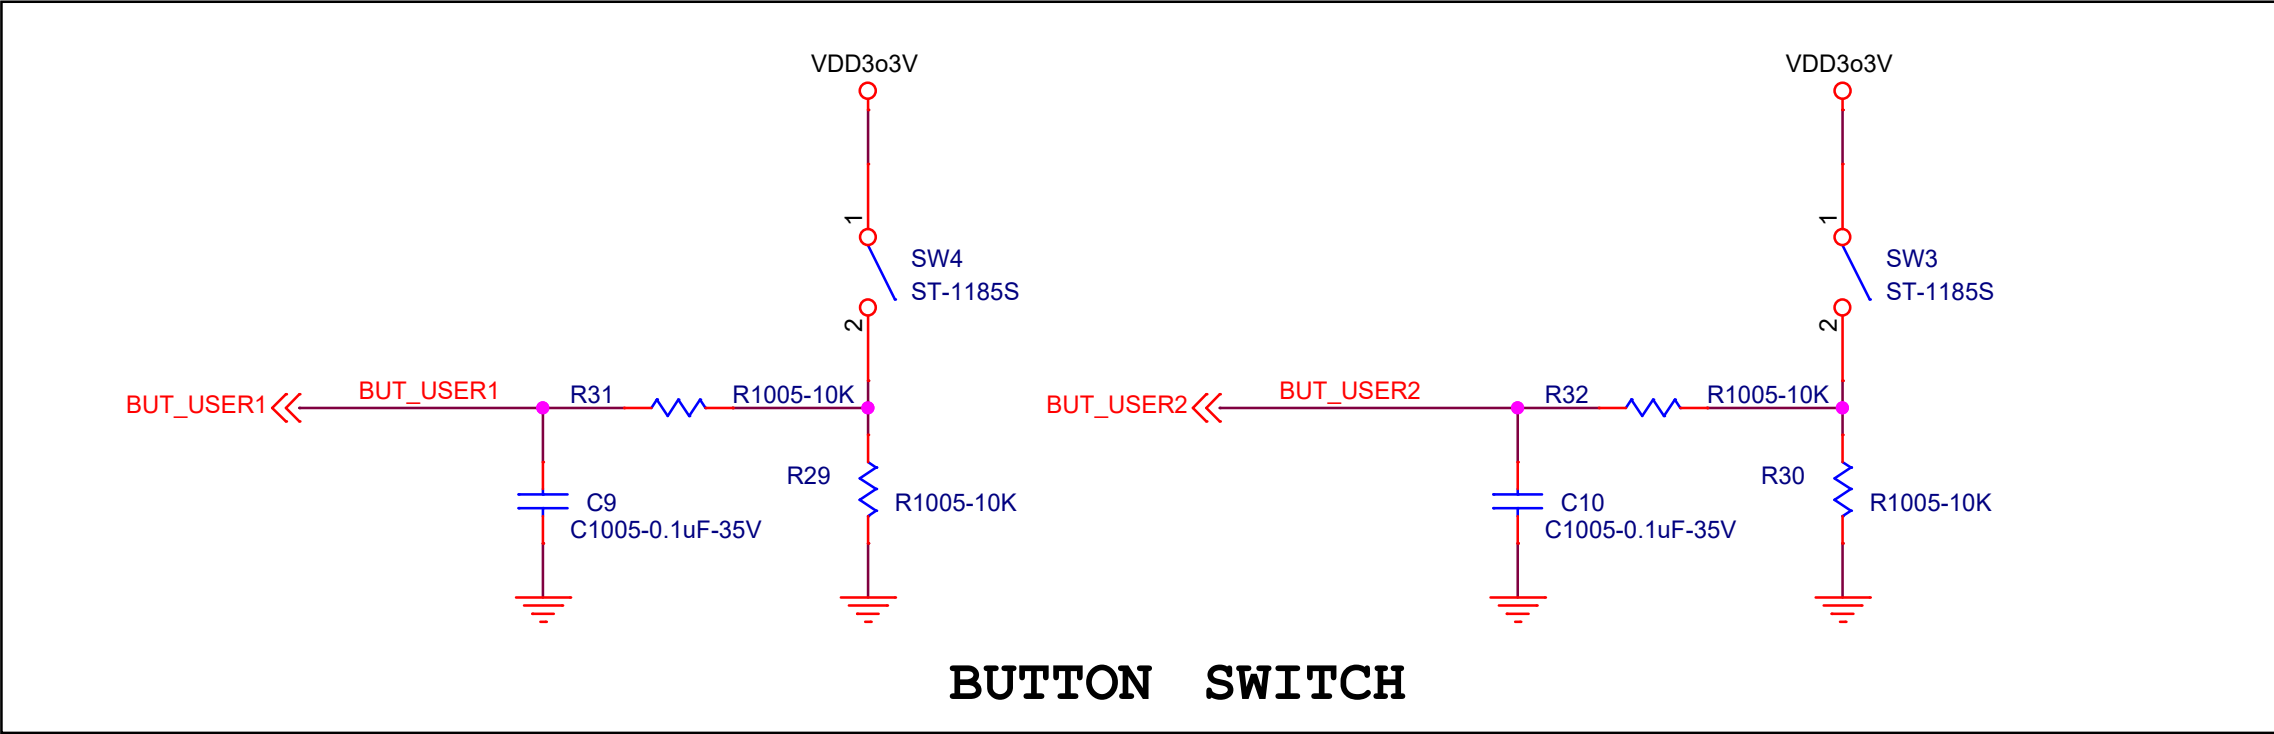 VDD3o3V
1
SW4
ST-1185S
2
BUT_USER1
BUT_USER1
R31
R1005-10K
R29
R1005-10K
C9
C1005-0.1uF-35V
VDD3o3V
1
SW3
ST-1185S
2
BUT_USER2
BUT_USER2
R32
R1005-10K
R30
R1005-10K
C10
C1005-0.1uF-35V
BUTTON SWITCH